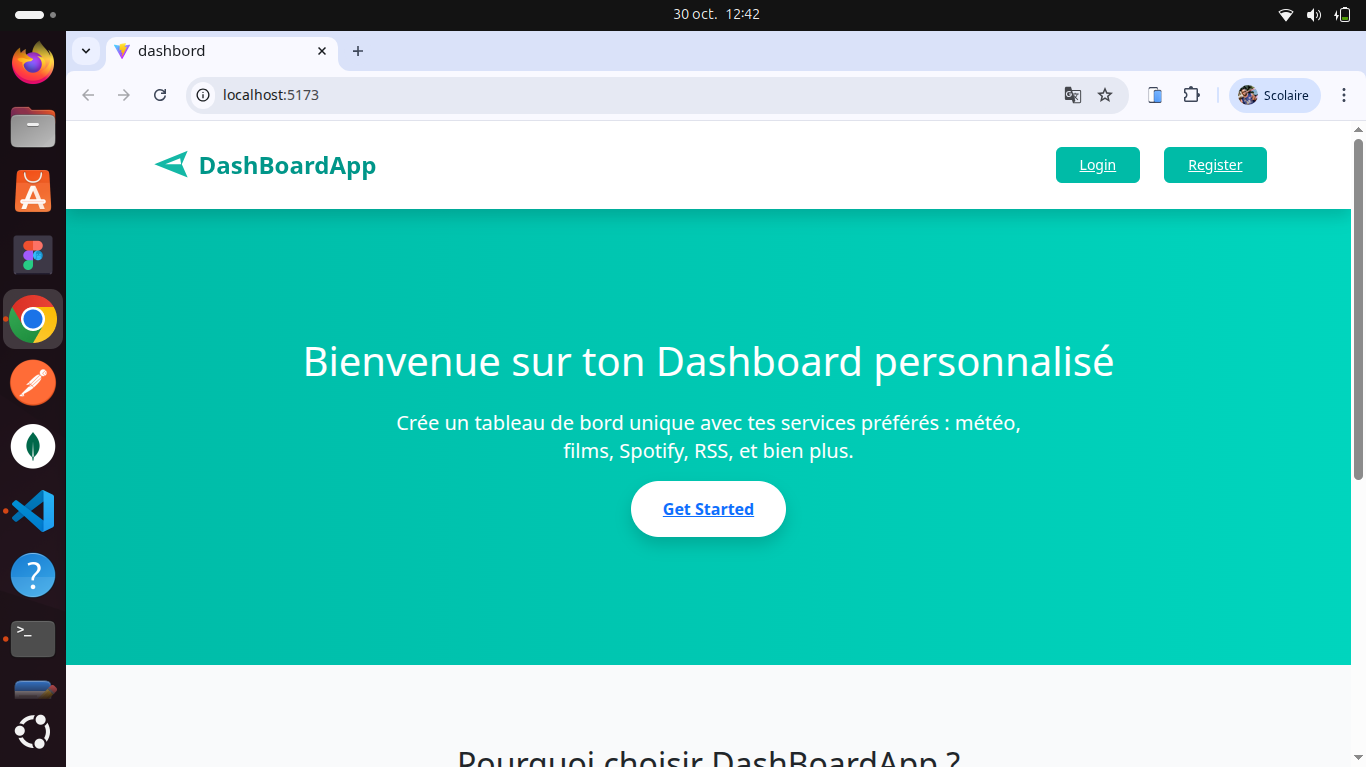 30 oct. 12:42
dashbord
localhost:5173
Scolaire
DashBoardApp
Login
Register
Bienvenue sur ton Dashboard personnalisé
Crée un tableau de bord unique avec tes services préférés : météo,
films, Spotify, RSS, et bien plus.
Get Started
Pourquoi choisir DashBoardApp ?